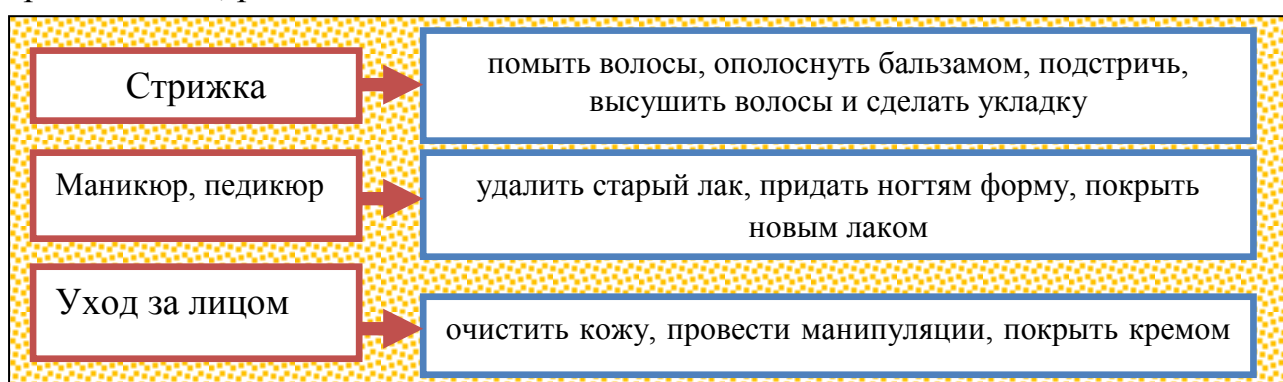 Стрижка
помыть волосы, ополоснуть бальзамом, подстричь,
высушить волосы и сделать укладку
Маникюр, педикюр
удалить старый лак, придать ногтям форму, покрыть
новым лаком
Уход за лицом
очистить кожу, провести манипуляции, покрыть кремом